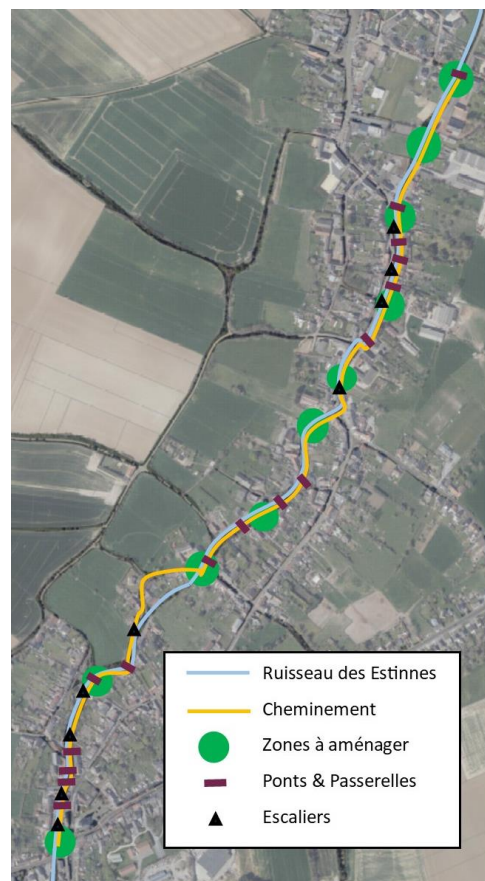 Ruisseau des Estinnes
Cheminement
Zones à aménager
Ponts & Passerelles
Escaliers